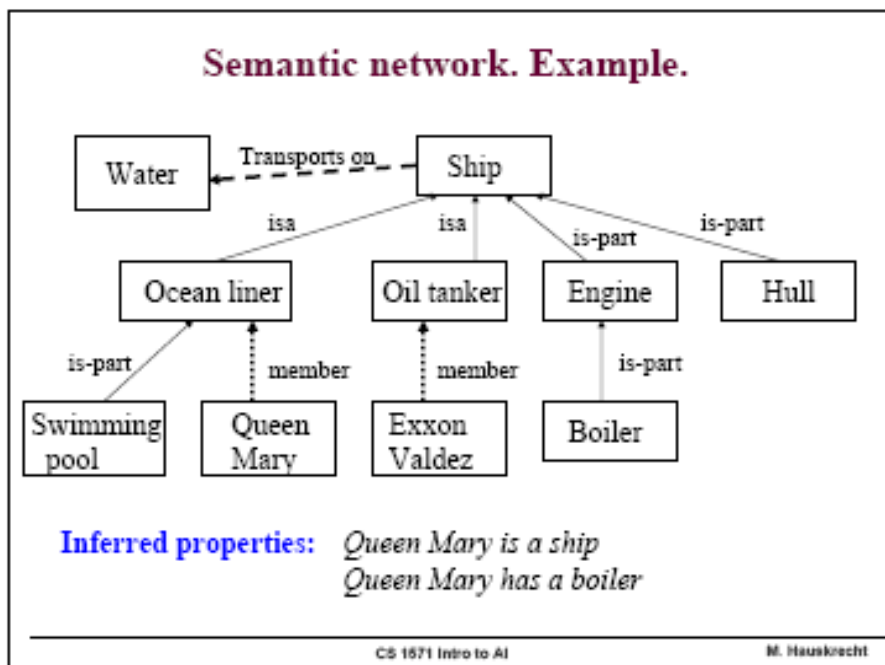 Semantic network. Example.
Water
Transports on
Ship
isa
isa
is-part
is-part
Ocean liner
Oil tanker
Engine
Hull
is-part
member
member
is-part
Swimming
pool
Queen
Mary
Exxon
Valdez
Boiler
Inferred properties: Queen Mary is a ship
Queen Mary has a boiler
CS 1571 Intro to AI
M. Hauskrecht